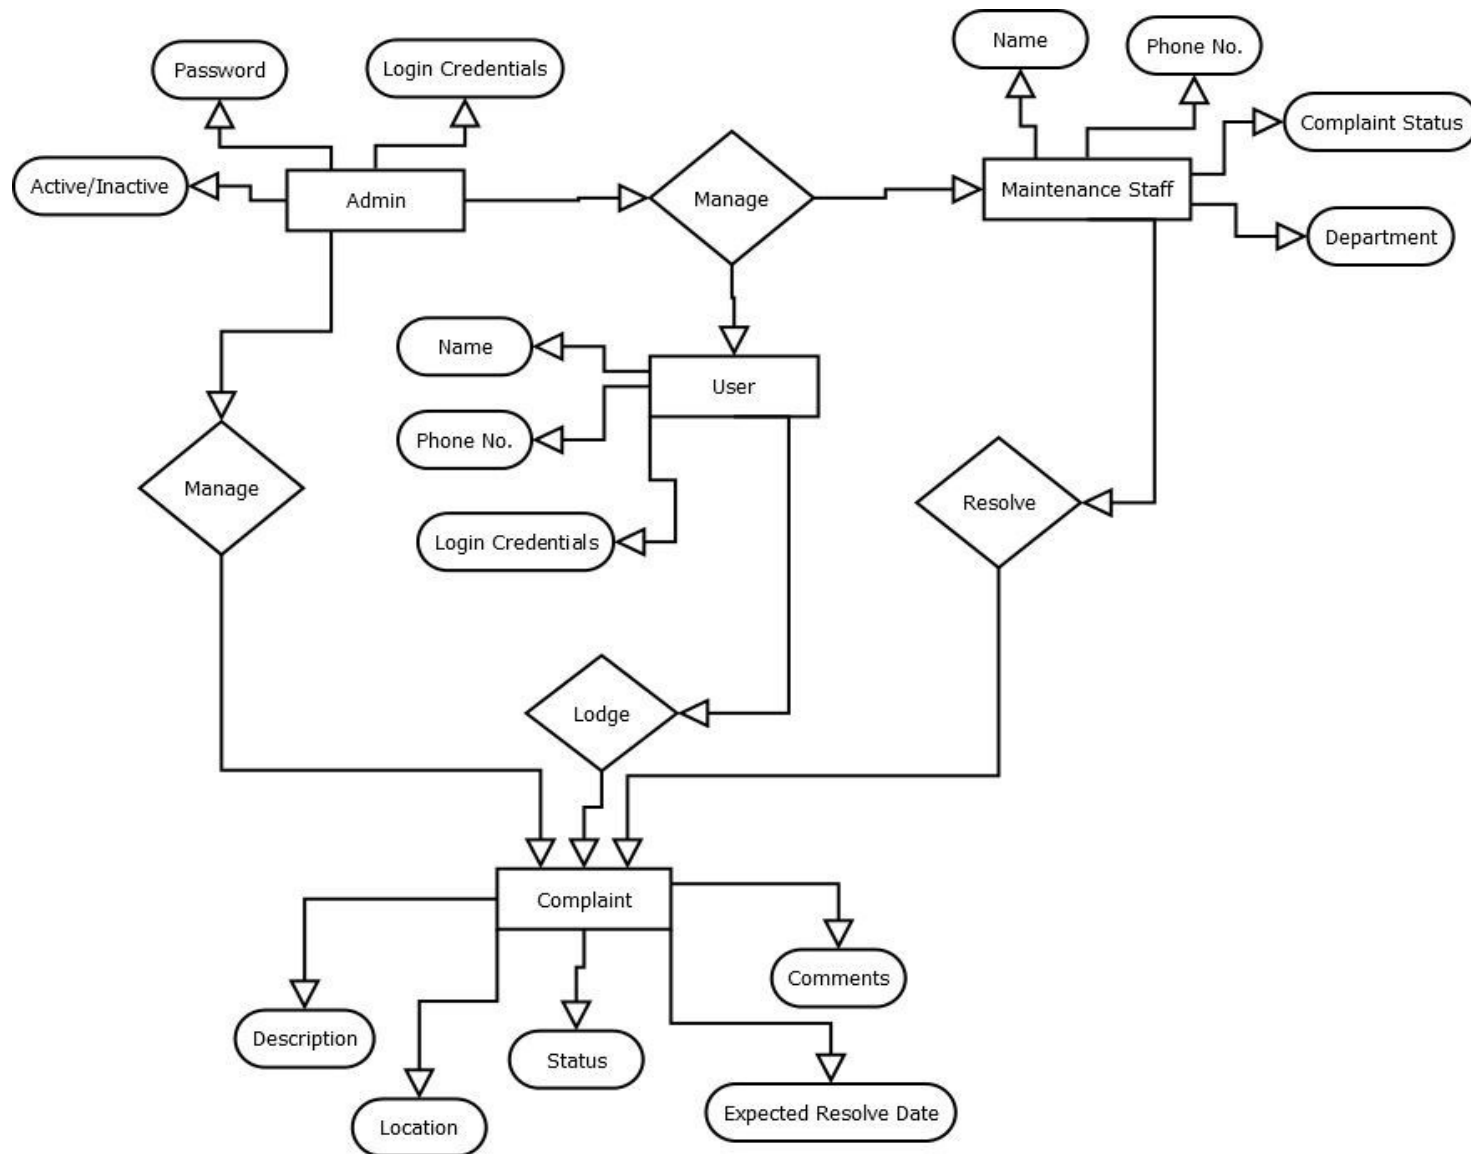 Name
Phone No.
Password
Login Credentials
Complaint Status
Active/Inactive
Admin
Manage
Maintenance Staff
Department
Name
User
Phone No.
Manage
Resolve
Login Credentials
Lodge
Complaint
Comments
Description
Status
Expected Resolve Date
Location